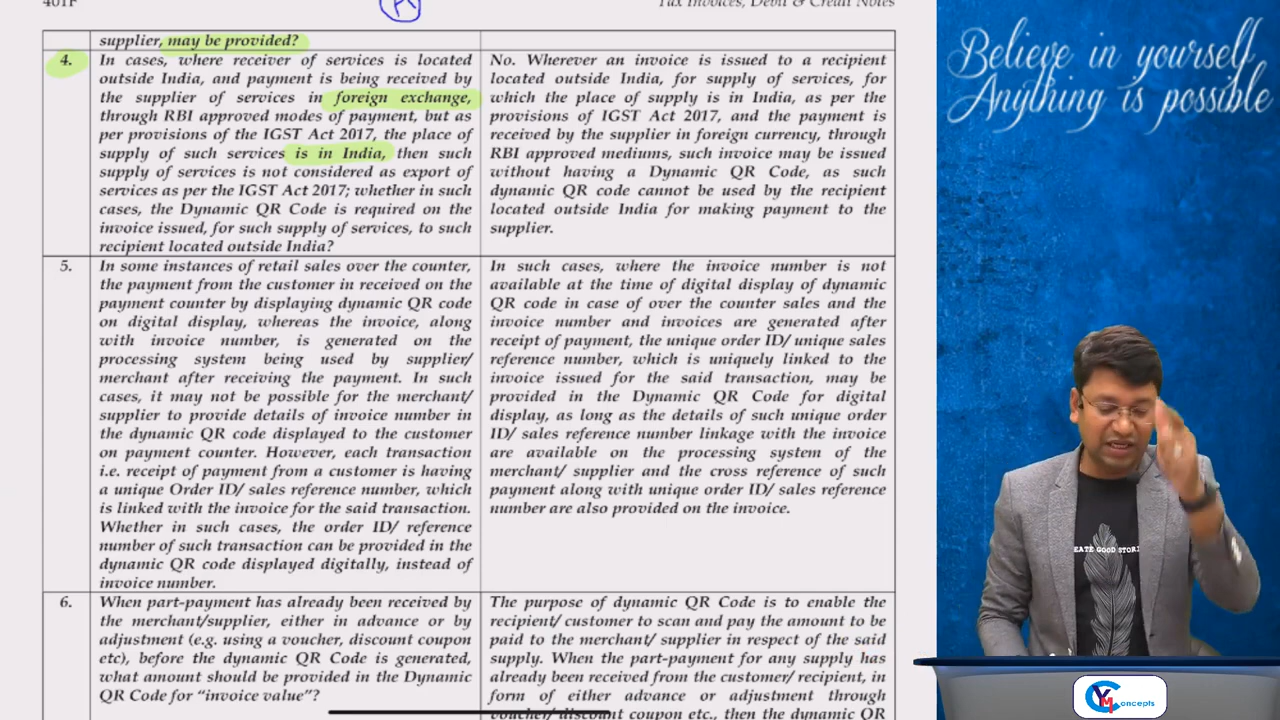 401F
Tax Invoices, Debit & Credit Notes
supplier, may be provided?
4.
In cases, where receiver of services is located
outside India, and payment is being received by
the supplier of services in foreign exchange,
through RBI approved modes of payment, but as
per provisions of the IGST Act 2017, the place of
supply of such services is in India, then such
supply of services is not considered as export of
services as per the IGST Act 2017; whether in such
cases, the Dynamic QR Code is required on the
invoice issued, for such supply of services, to such
recipient located outside India?
No. Wherever an invoice is issued to a recipient
located outside India, for supply of services, for
which the place of supply is in India, as per the
provisions of IGST Act 2017, and the payment is
received by the supplier in foreign currency, through
RBI approved mediums, such invoice may be issued
without having a Dynamic QR Code, as such
dynamic QR code cannot be used by the recipient
located outside India for making payment to the
supplier.
5.
In some instances of retail sales over the counter,
the payment from the customer in received on the
payment counter by displaying dynamic QR code
on digital display, whereas the invoice, along
with invoice number, is generated on the
processing system being used by supplier/
merchant after receiving the payment. In such
cases, it may not be possible for the merchant/
supplier to provide details of invoice number in
the dynamic QR code displayed to the customer
on payment counter. However, each transaction
i.e. receipt of payment from a customer is having
a unique Order ID/ sales reference number, which
is linked with the invoice for the said transaction.
Whether in such cases, the order ID/ reference
number of such transaction can be provided in the
dynamic QR code displayed digitally, instead of
invoice number.
In such cases, where the invoice number is not
available at the time of digital display of dynamic
QR code in case of over the counter sales and the
invoice number and invoices are generated after
receipt of payment, the unique order ID/ unique sales
reference number, which is uniquely linked to the
invoice issued for the said transaction, may be
provided in the Dynamic QR Code for digital
display, as long as the details of such unique order
ID/ sales reference number linkage with the invoice
are available on the processing system of the
merchant/ supplier and the cross reference of such
payment along with unique order ID/ sales reference
number are also provided on the invoice.
6.
When part-payment has already been received by
the merchant/supplier, either in advance or by
adjustment (e.g. using a voucher, discount coupon
etc), before the dynamic QR Code is generated,
what amount should be provided in the Dynamic
QR Code for "invoice value"?
The purpose of dynamic QR Code is to enable the
recipient/ customer to scan and pay the amount to be
paid to the merchant/ supplier in respect of the said
supply. When the part-payment for any supply has
already been received from the customer/ recipient, in
form of either advance or adjustment through
voucher/ discount coupon etc., then the dynamic QR
Believe in yourself
Anything is possible
EATE GOOD STORI
YM Concepts